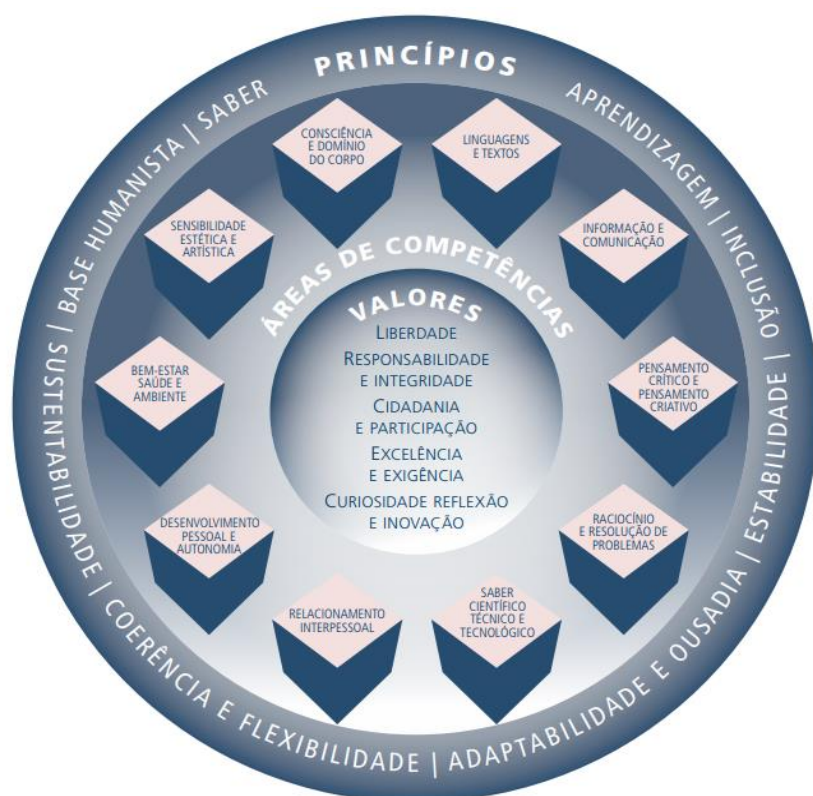 PRINCÍPIOS
BASE HUMANISTA | SABER
APRENDIZAGEM | INCLUSÃO | ESTABILIDADE |
ADAPTABILIDADE E OUSADIA |
COERÊNCIA E FLEXIBILIDADE |
SUSTENTABILIDADE |
ÁREAS DE COMPETÊNCIAS
CONSCIÊNCIA
E DOMÍNIO
DO CORPO
LINGUAGENS
E TEXTOS
INFORMAÇÃO E
COMUNICAÇÃO
PENSAMENTO
CRÍTICO E
PENSAMENTO
CRIATIVO
RACIOCÍNIO
E RESOLUÇÃO DE
PROBLEMAS
SABER
CIENTÍFICO
TÉCNICO E
TECNOLÓGICO
RELACIONAMENTO
INTERPESSOAL
DESENVOLVIMENTO
PESSOAL E
AUTONOMIA
BEM-ESTAR
SAÚDE E
AMBIENTE
SENSIBILIDADE
ESTÉTICA E
ARTÍSTICA
VALORES
LIBERDADE
RESPONSABILIDADE
E INTEGRIDADE
CIDADANIA
E PARTICIPAÇÃO
EXCELÊNCIA
E EXIGÊNCIA
CURIOSIDADE REFLEXÃO
E INOVAÇÃO